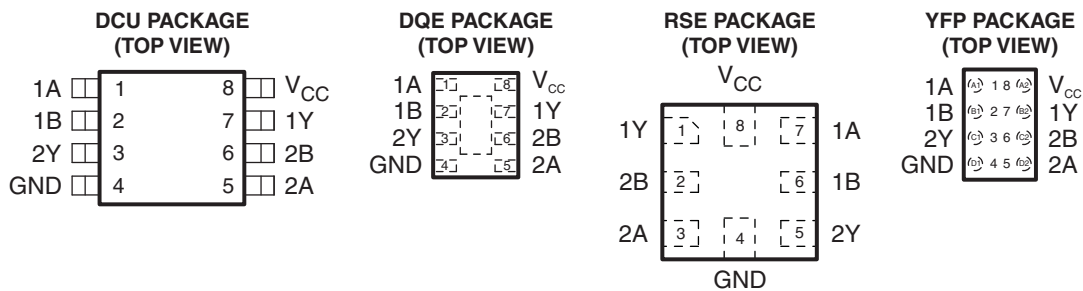 DCU PACKAGE
(TOP VIEW)
1A 1 8 VCC
1B 2 7 1Y
2Y 3 6 2B
GND 4 5 2A
DQE PACKAGE
(TOP VIEW)
1A 1 8 VCC
1B 2 7 1Y
2Y 3 6 2B
GND 4 5 2A
RSE PACKAGE
(TOP VIEW)
VCC
1Y 1 8 7 1A
2B 2 6 1B
2A 3 4 5 2Y
GND
YFP PACKAGE
(TOP VIEW)
1A A1 1 8 A2 VCC
1B B1 2 7 B2 1Y
2Y C1 3 6 C2 2B
GND D1 4 5 D2 2A